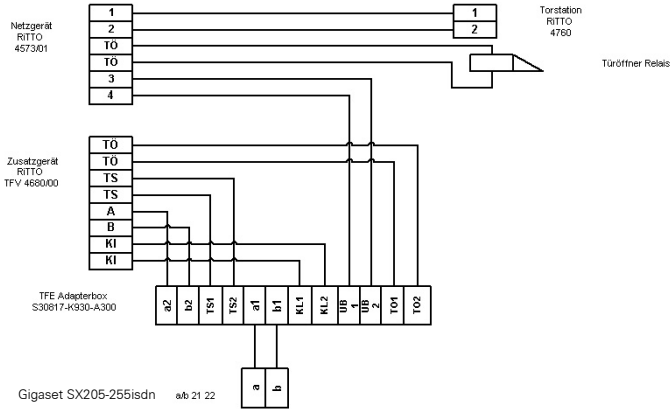 Netzgerät
RiTTO
4573/01
1
2
TÖ
TÖ
3
4
1
2
Torstation
RiTTO
4760
Türöffner Relais
Zusatzgerät
RiTTO
TFV 4680/00
TÖ
TÖ
TS
TS
A
B
KI
KI
TFE Adapterbox
S30817-K930-A300
a2
b2
TS1
TS2
a1
b1
KL1
KL2
UB 1
UB 2
TO1
TO2
a
b
Gigaset SX205-255isdn
a/b 21 22